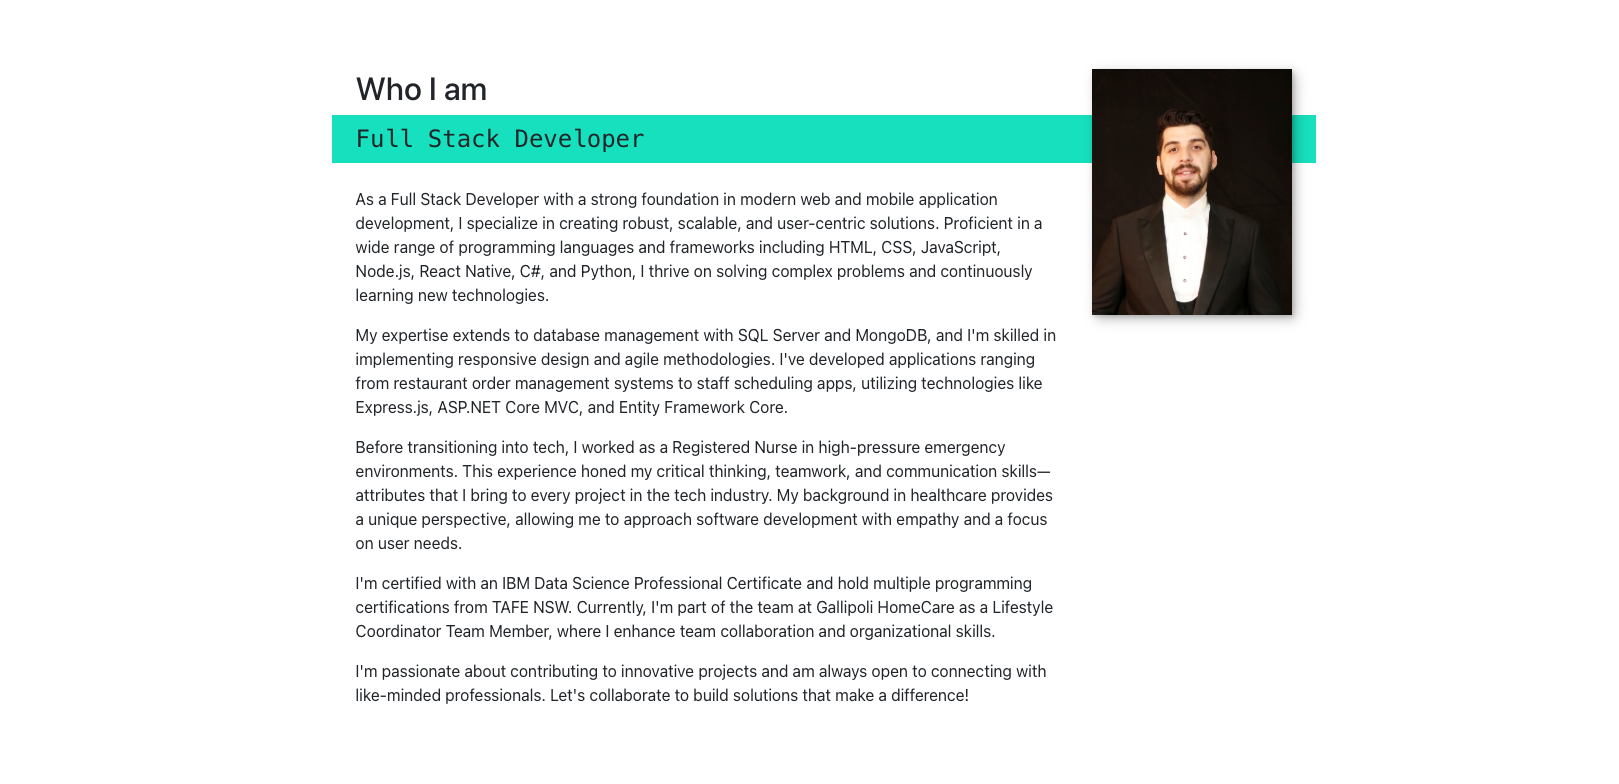 Who I am
Full Stack Developer
As a Full Stack Developer with a strong foundation in modern web and mobile application
development, I specialize in creating robust, scalable, and user-centric solutions. Proficient in a
wide range of programming languages and frameworks including HTML, CSS, JavaScript,
Node.js, React Native, C#, and Python, I thrive on solving complex problems and continuously
learning new technologies.
My expertise extends to database management with SQL Server and MongoDB, and I'm skilled in
implementing responsive design and agile methodologies. I've developed applications ranging
from restaurant order management systems to staff scheduling apps, utilizing technologies like
Express.js, ASP.NET Core MVC, and Entity Framework Core.
Before transitioning into tech, I worked as a Registered Nurse in high-pressure emergency
environments. This experience honed my critical thinking, teamwork, and communication skills—
attributes that I bring to every project in the tech industry. My background in healthcare provides
a unique perspective, allowing me to approach software development with empathy and a focus
on user needs.
I'm certified with an IBM Data Science Professional Certificate and hold multiple programming
certifications from TAFE NSW. Currently, I'm part of the team at Gallipoli HomeCare as a Lifestyle
Coordinator Team Member, where I enhance team collaboration and organizational skills.
I'm passionate about contributing to innovative projects and am always open to connecting with
like-minded professionals. Let's collaborate to build solutions that make a difference!